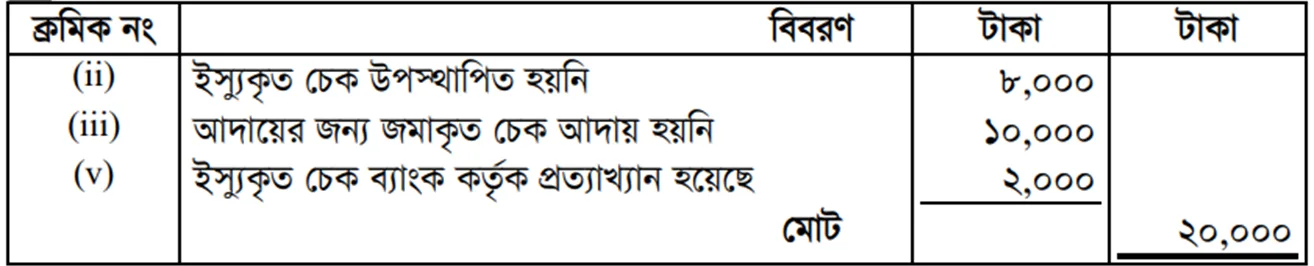 ক্রমিক নং বিবরণ টাকা টাকা
(ii) ইস্যুকৃত চেক উপস্থাপিত হয়নি ৮,০০০
(iii) আদায়ের জন্য জমাকৃত চেক আদায় হয়নি ১০,০০০
(v) ইস্যুকৃত চেক ব্যাংক কর্তৃক প্রত্যাখ্যান হয়েছে ২,০০০
মোট ২০,০০০